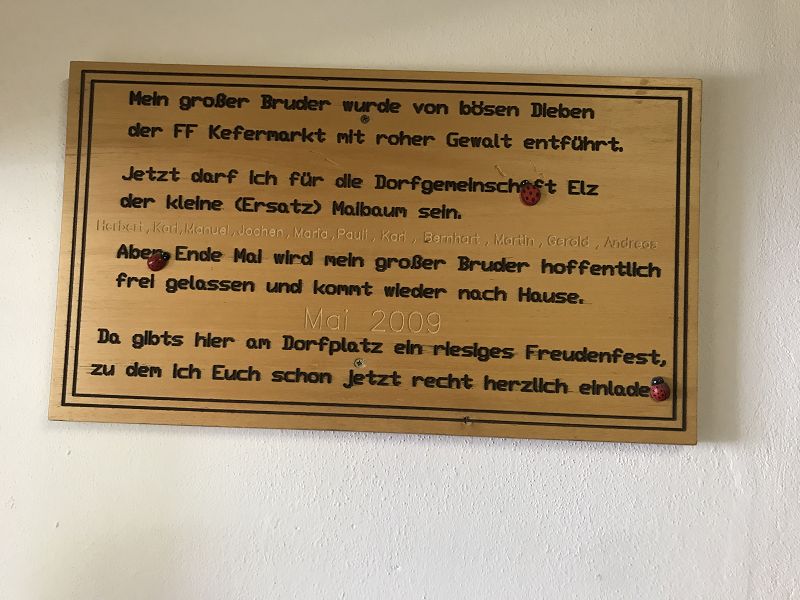 Mein großer Bruder wurde von bösen Dieben
der FF Kefermarkt mit roher Gewalt entführt.
Jetzt darf ich für die Dorfgemeinschaft Elz
der kleine (Ersatz) Maibaum sein.
Herbert, Karl, Manuel, Jochen, Maria, Pauli, Karl, Bernhart, Martin, Gerald, Andreas
Aber Ende Mai wird mein großer Bruder hoffentlich
frei gelassen und kommt wieder nach Hause.
Mai 2009
Da gibts hier am Dorfplatz ein riesiges Freudenfest,
zu dem ich Euch schon jetzt recht herzlich einlade